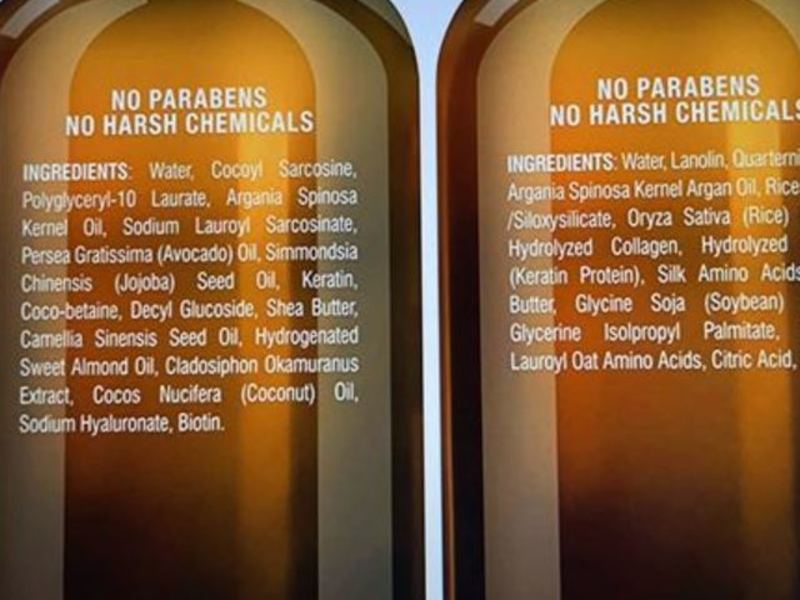 NO PARABENS
NO HARSH CHEMICALS
INGREDIENTS: Water, Cocoyl Sarcosine,
Polyglyceryl-10 Laurate, Argania Spinosa
Kernel Oil, Sodium Lauroyl Sarcosinate,
Persea Gratissima (Avocado) Oil, Simmondsia
Chinensis (Jojoba) Seed Oil, Keratin,
Coco-betaine, Decyl Glucoside, Shea Butter,
Camellia Sinensis Seed Oil, Hydrogenated
Sweet Almond Oil, Cladosiphon Okamuranus
Extract, Cocos Nucifera (Coconut) Oil,
Sodium Hyaluronate, Biotin.
NO PARABENS
NO HARSH CHEMICALS
INGREDIENTS: Water, Lanolin, Quarterni
Argania Spinosa Kernel Argan Oil, Rice
/Siloxysilicate, Oryza Sativa (Rice)
Hydrolyzed Collagen, Hydrolyzed
(Keratin Protein), Silk Amino Acids
Butter, Glycine Soja (Soybean)
Glycerine Isolpropyl Palmitate,
Lauroyl Oat Amino Acids, Citric Acid,